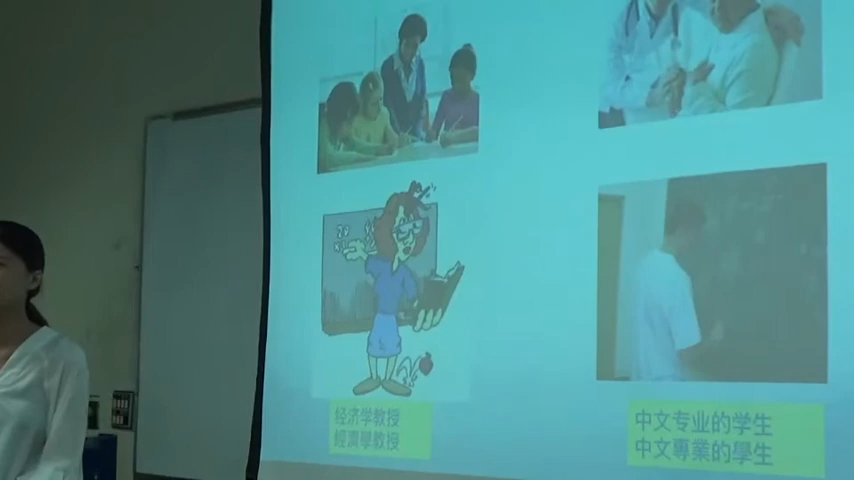 经济学教授
經濟學教授
中文专业的学生
中文專業的學生